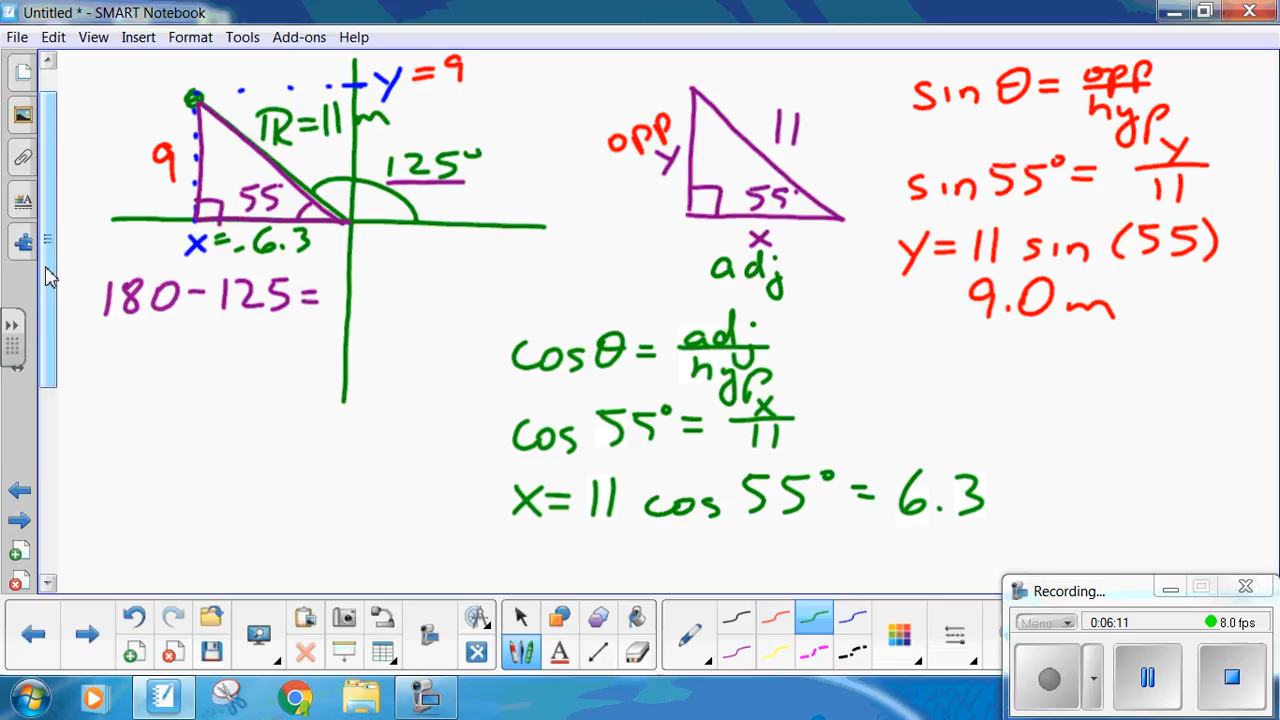 Untitled * - SMART Notebook
File Edit View Insert Format Tools Add-ons Help
y = 9
R = 11 m
125°
9
55
x = -6.3
180 - 125 =
opp
y
11
55°
x
adj
sin θ = opp/hyp
sin 55° = y/11
y = 11 sin (55)
9.0 m
cos θ = adj/hyp
cos 55° = x/11
x = 11 cos 55° = 6.3
Recording...
Menu
0:06:11
8.0 fps
A